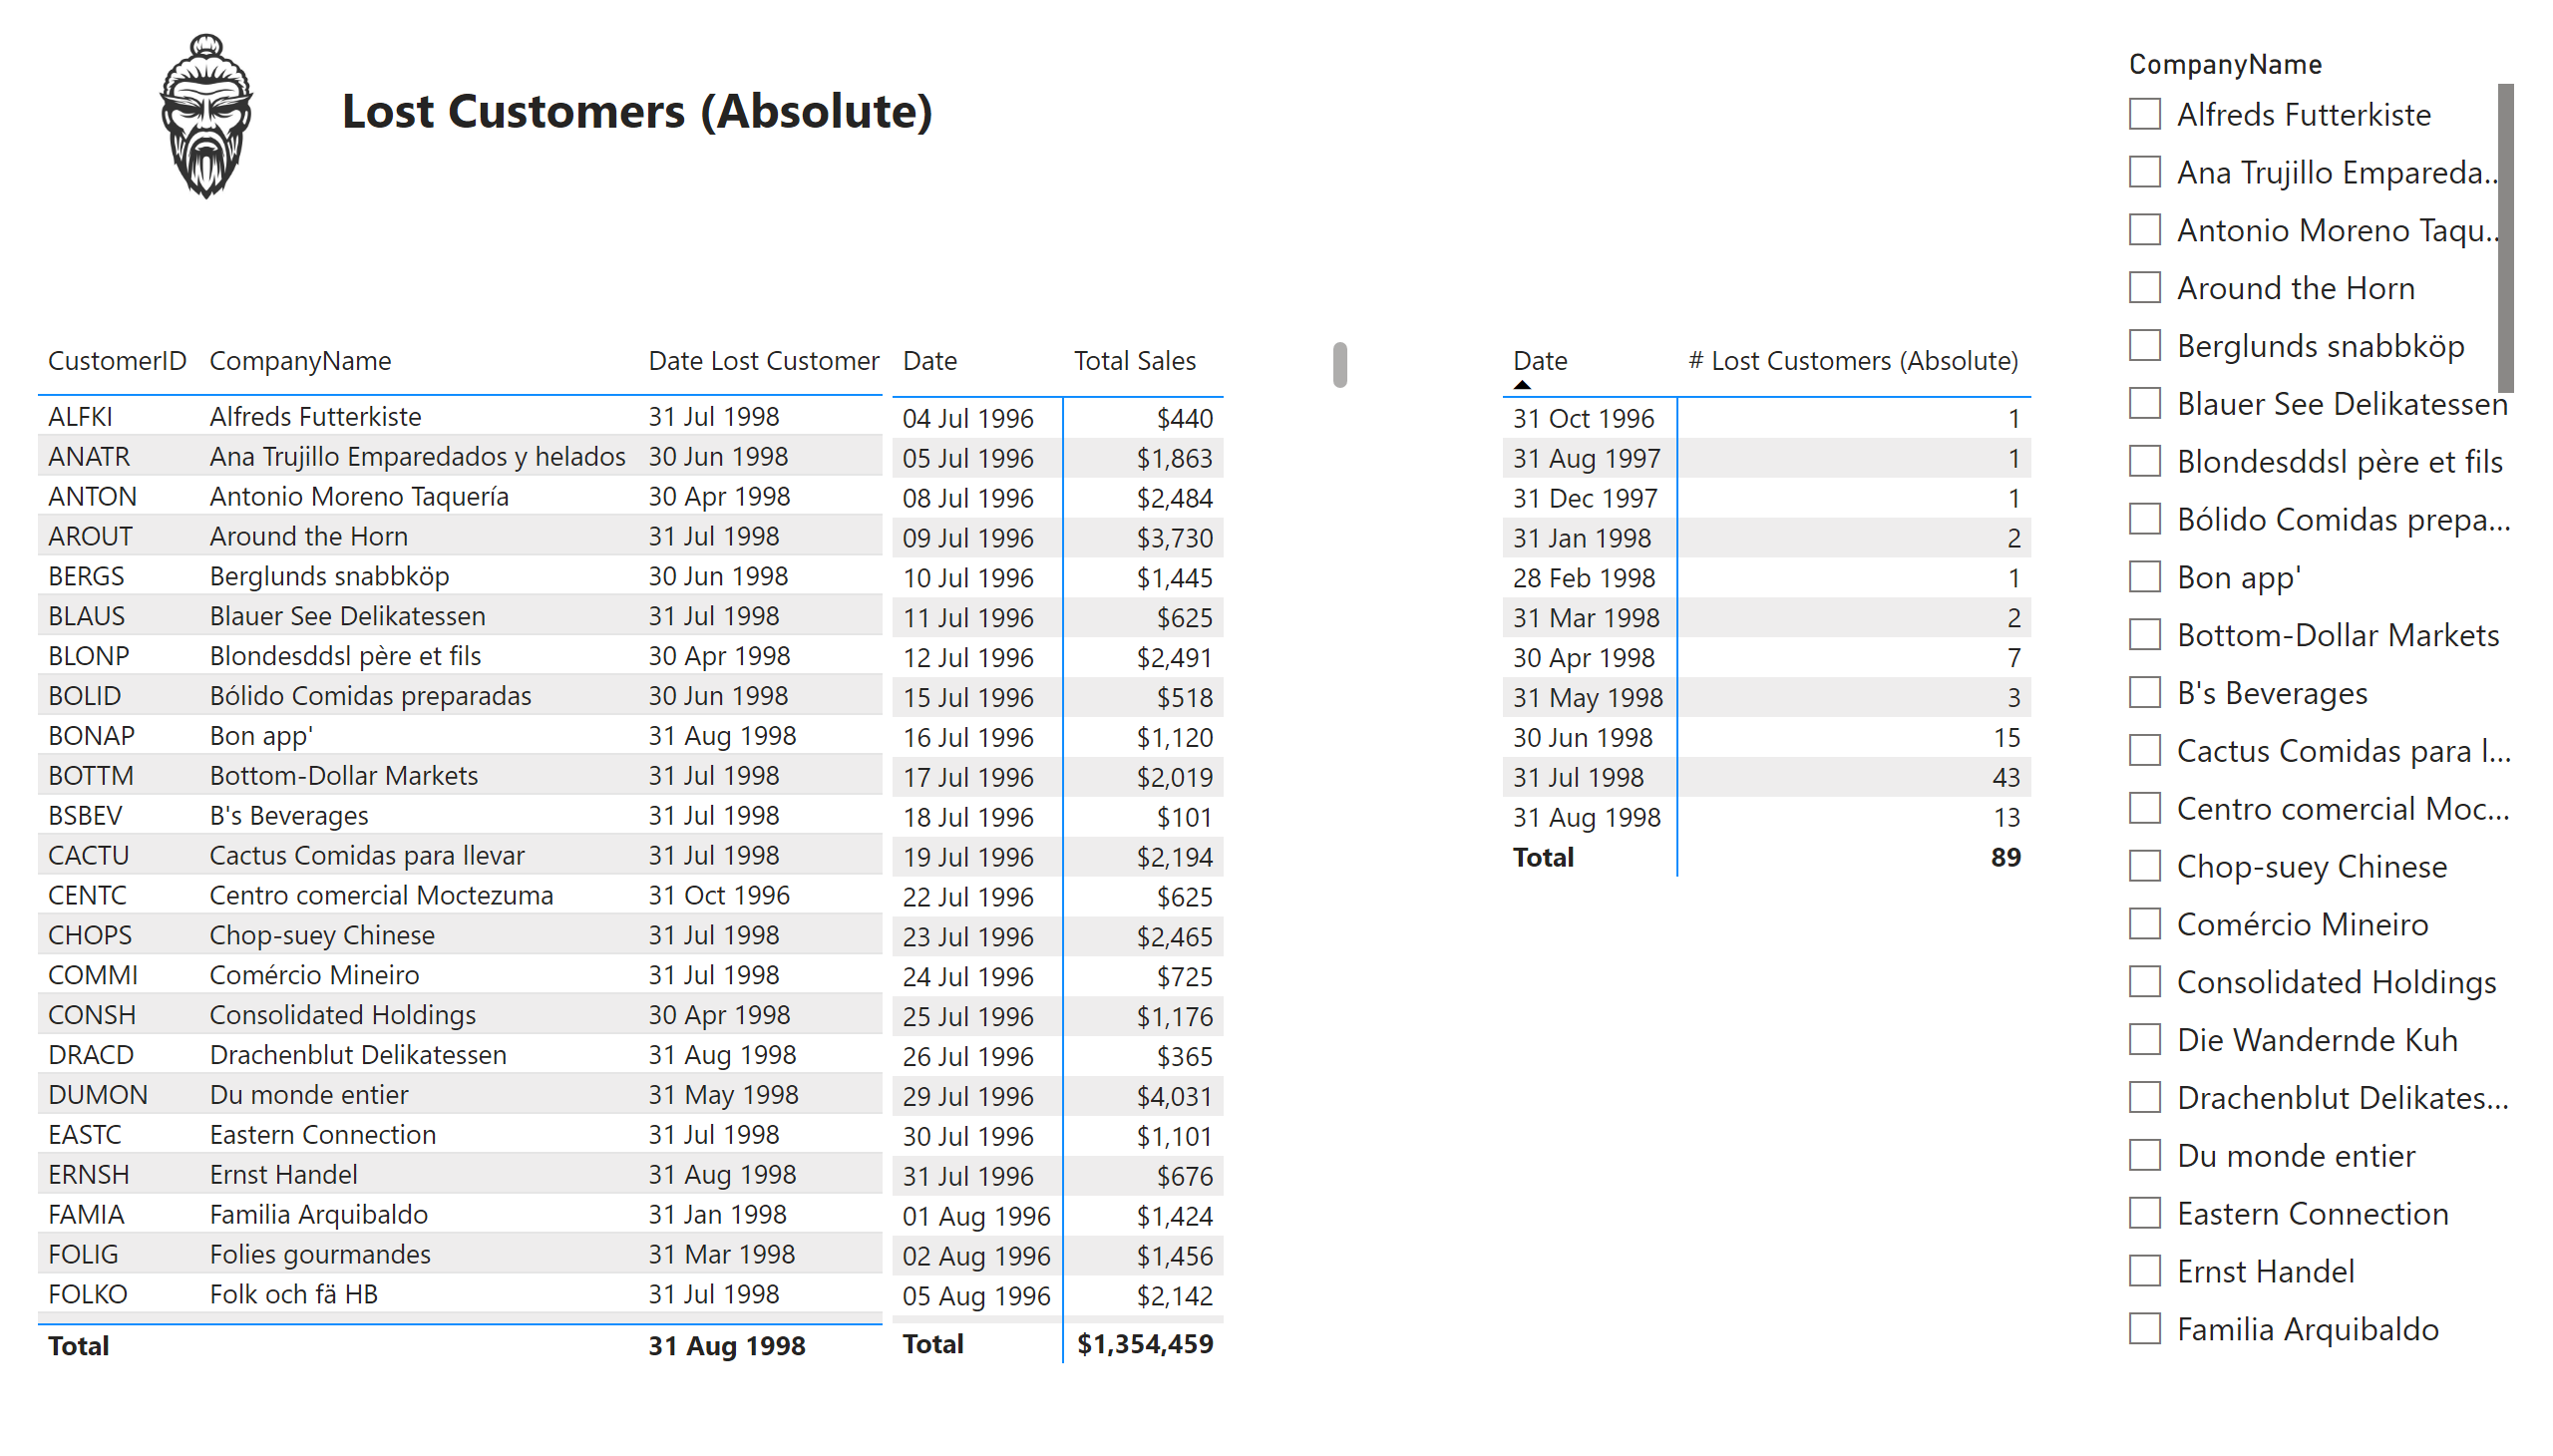 Lost Customers (Absolute)
CustomerID CompanyName Date Lost Customer
ALFKI Alfreds Futterkiste 31 Jul 1998
ANATR Ana Trujillo Emparedados y helados 30 Jun 1998
ANTON Antonio Moreno Taquería 30 Apr 1998
AROUT Around the Horn 31 Jul 1998
BERGS Berglunds snabbköp 30 Jun 1998
BLAUS Blauer See Delikatessen 31 Jul 1998
BLONP Blondesddsl père et fils 30 Apr 1998
BOLID Bólido Comidas preparadas 30 Jun 1998
BONAP Bon app' 31 Aug 1998
BOTTM Bottom-Dollar Markets 31 Jul 1998
BSBEV B's Beverages 31 Jul 1998
CACTU Cactus Comidas para llevar 31 Jul 1998
CENTC Centro comercial Moctezuma 31 Oct 1996
CHOPS Chop-suey Chinese 31 Jul 1998
COMMI Comércio Mineiro 31 Jul 1998
CONSH Consolidated Holdings 30 Apr 1998
DRACD Drachenblut Delikatessen 31 Aug 1998
DUMON Du monde entier 31 May 1998
EASTC Eastern Connection 31 Jul 1998
ERNSH Ernst Handel 31 Aug 1998
FAMIA Familia Arquibaldo 31 Jan 1998
FOLIG Folies gourmandes 31 Mar 1998
FOLKO Folk och fä HB 31 Jul 1998
Total 31 Aug 1998
Date Total Sales
04 Jul 1996 $440
05 Jul 1996 $1,863
08 Jul 1996 $2,484
09 Jul 1996 $3,730
10 Jul 1996 $1,445
11 Jul 1996 $625
12 Jul 1996 $2,491
15 Jul 1996 $518
16 Jul 1996 $1,120
17 Jul 1996 $2,019
18 Jul 1996 $101
19 Jul 1996 $2,194
22 Jul 1996 $625
23 Jul 1996 $2,465
24 Jul 1996 $725
25 Jul 1996 $1,176
26 Jul 1996 $365
29 Jul 1996 $4,031
30 Jul 1996 $1,101
31 Jul 1996 $676
01 Aug 1996 $1,424
02 Aug 1996 $1,456
05 Aug 1996 $2,142
Total $1,354,459
Date # Lost Customers (Absolute)
31 Oct 1996 1
31 Aug 1997 1
31 Dec 1997 1
31 Jan 1998 2
28 Feb 1998 1
31 Mar 1998 2
30 Apr 1998 7
31 May 1998 3
30 Jun 1998 15
31 Jul 1998 43
31 Aug 1998 13
Total 89
CompanyName
Alfreds Futterkiste
Ana Trujillo Empareda..
Antonio Moreno Taqu..
Around the Horn
Berglunds snabbköp
Blauer See Delikatessen
Blondesddsl père et fils
Bólido Comidas prepa...
Bon app'
Bottom-Dollar Markets
B's Beverages
Cactus Comidas para l...
Centro comercial Moc...
Chop-suey Chinese
Comércio Mineiro
Consolidated Holdings
Die Wandernde Kuh
Drachenblut Delikates...
Du monde entier
Eastern Connection
Ernst Handel
Familia Arquibaldo